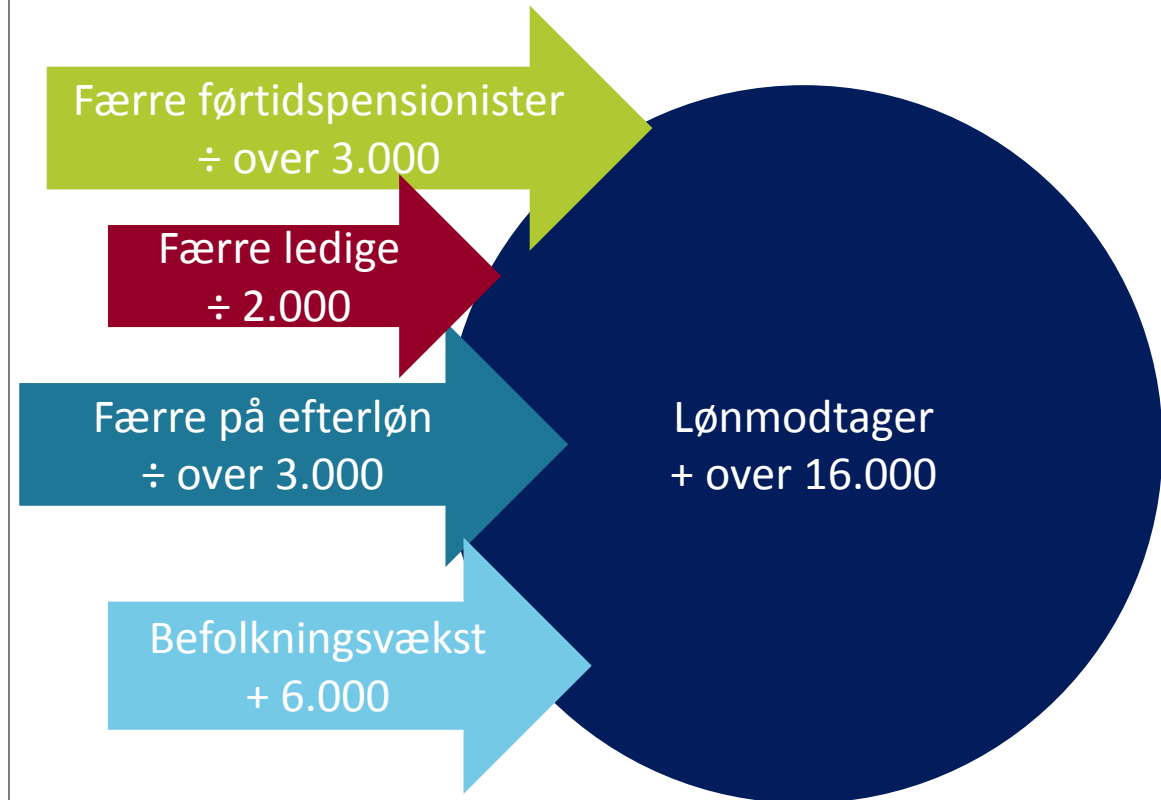 Færre førtidspensionister
÷ over 3.000
Færre ledige
÷ 2.000
Færre på efterløn
÷ over 3.000
Befolkningsvækst
+ 6.000
Lønmodtager
+ over 16.000